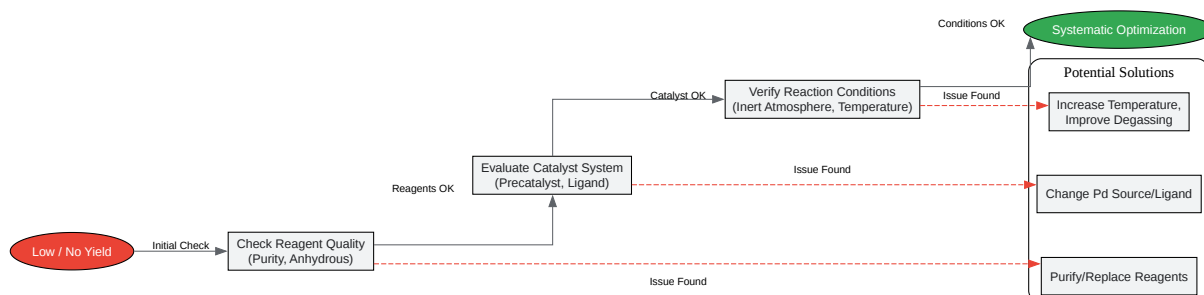 Conditions OK
Systematic Optimization
Potential Solutions
Catalyst OK
Verify Reaction Conditions
(Inert Atmosphere, Temperature)
Issue Found
Increase Temperature,
Improve Degassing
Reagents OK
Evaluate Catalyst System
(Precatalyst, Ligand)
Issue Found
Change Pd Source/Ligand
Low / No Yield
Initial Check
Check Reagent Quality
(Purity, Anhydrous)
Issue Found
Purify/Replace Reagents